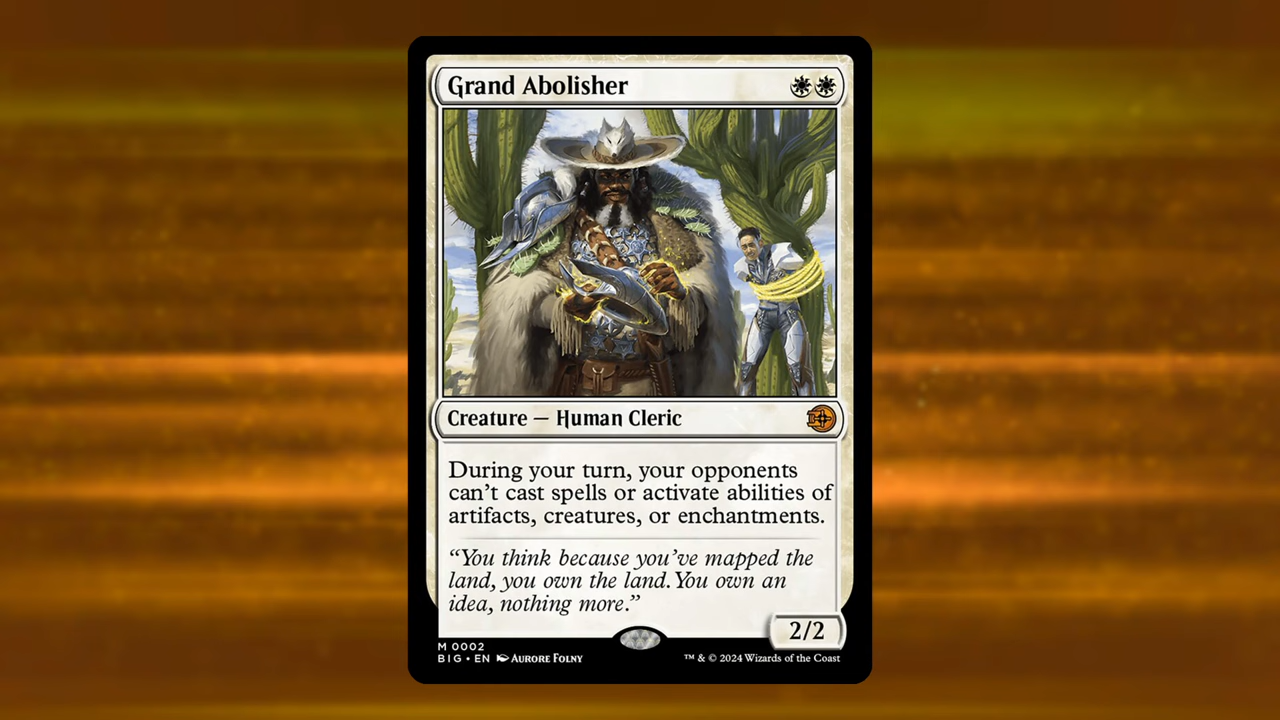 Grand Abolisher
Creature — Human Cleric
During your turn, your opponents
can't cast spells or activate abilities of
artifacts, creatures, or enchantments.
“You think because you've mapped the
land, you own the land. You own an
idea, nothing more.”
2/2
M 0002
BIG • EN Aurore Folny
™ & © 2024 Wizards of the Coast